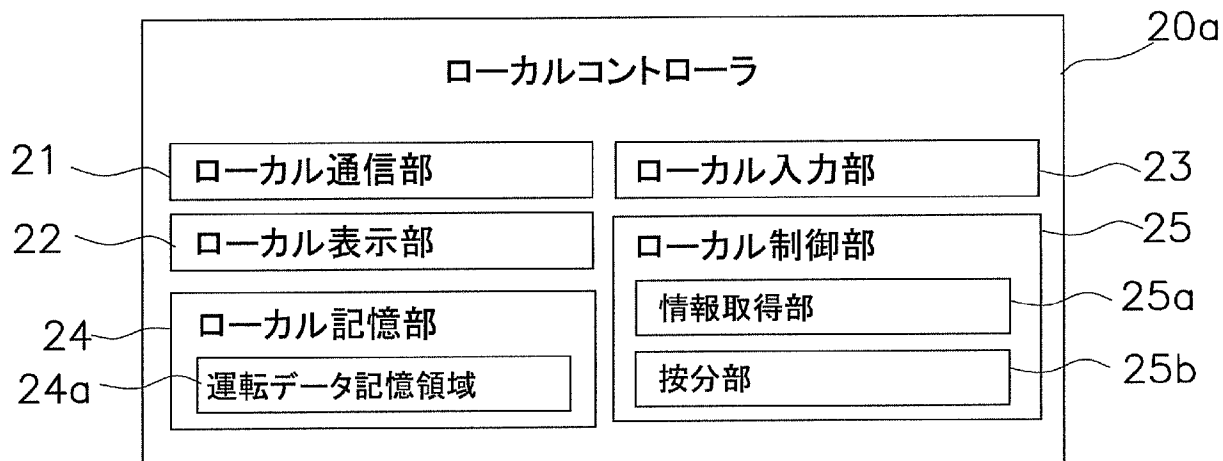 20a
ローカルコントローラ
21
ローカル通信部
ローカル入力部
23
22
ローカル表示部
ローカル制御部
25
情報取得部
25a
24
ローカル記憶部
24a
運転データ記憶領域
按分部
25b